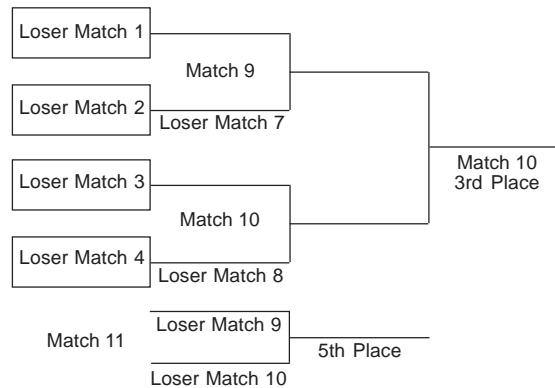 Loser Match 1
Match 9
Loser Match 2
Loser Match 7
Match 10
3rd Place
Loser Match 3
Match 10
Loser Match 4
Loser Match 8
Loser Match 9
Match 11
5th Place
Loser Match 10